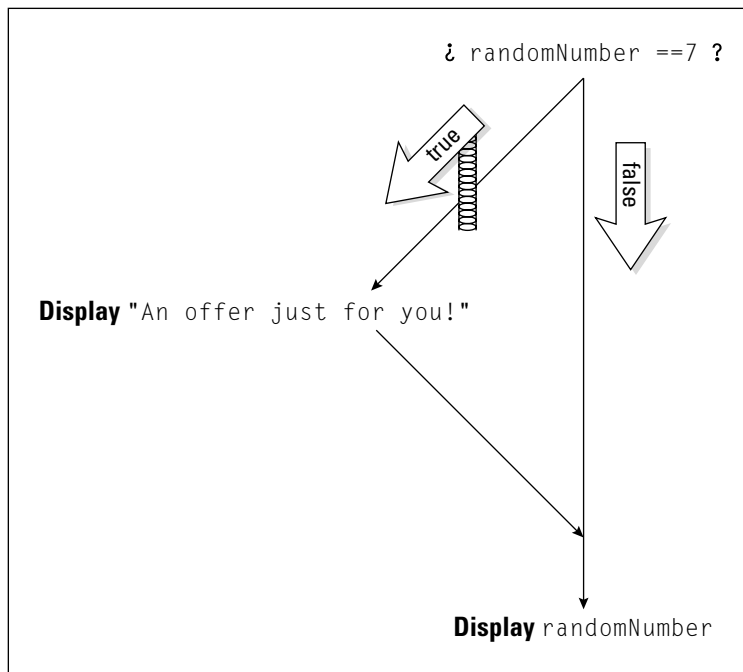 ¿ randomNumber ==7 ?
true
false
Display "An offer just for you!"
Display randomNumber